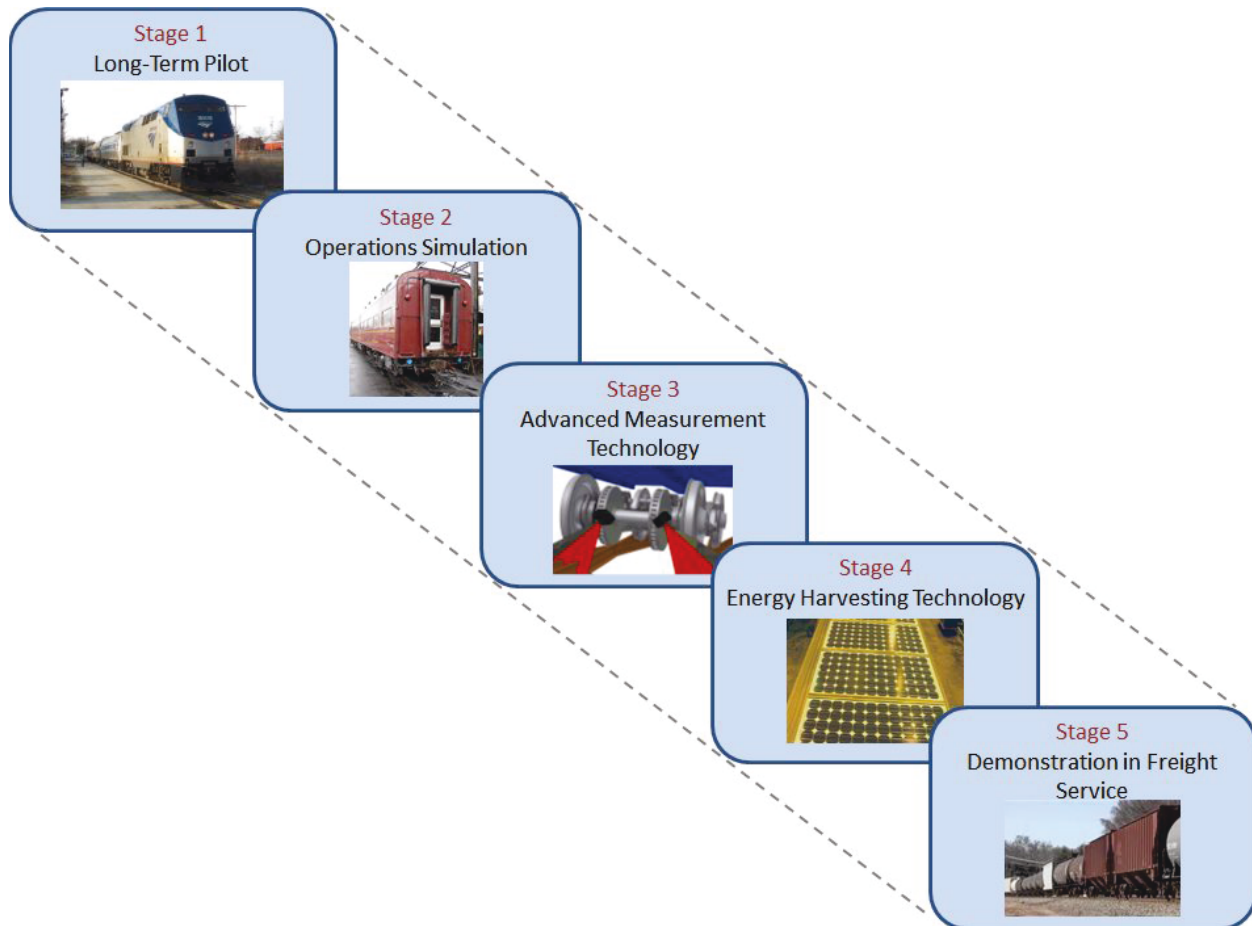 Stage 1
Long-Term Pilot
Stage 2
Operations Simulation
Stage 3
Advanced Measurement
Technology
Stage 4
Energy Harvesting Technology
Stage 5
Demonstration in Freight
Service